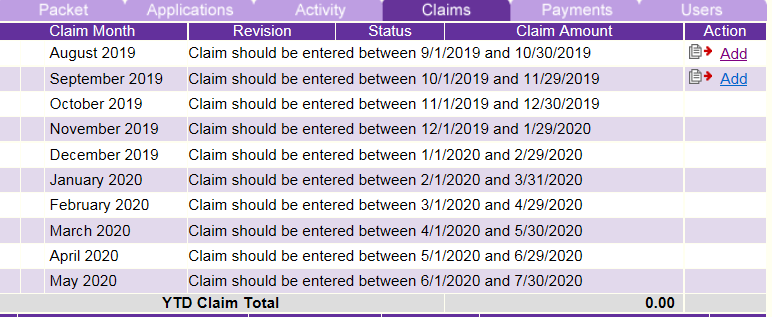 Packet Applications Activity Claims Payments Users
Claim Month Revision Status Claim Amount Action
August 2019 Claim should be entered between 9/1/2019 and 10/30/2019 Add
September 2019 Claim should be entered between 10/1/2019 and 11/29/2019 Add
October 2019 Claim should be entered between 11/1/2019 and 12/30/2019
November 2019 Claim should be entered between 12/1/2019 and 1/29/2020
December 2019 Claim should be entered between 1/1/2020 and 2/29/2020
January 2020 Claim should be entered between 2/1/2020 and 3/31/2020
February 2020 Claim should be entered between 3/1/2020 and 4/29/2020
March 2020 Claim should be entered between 4/1/2020 and 5/30/2020
April 2020 Claim should be entered between 5/1/2020 and 6/29/2020
May 2020 Claim should be entered between 6/1/2020 and 7/30/2020
YTD Claim Total 0.00